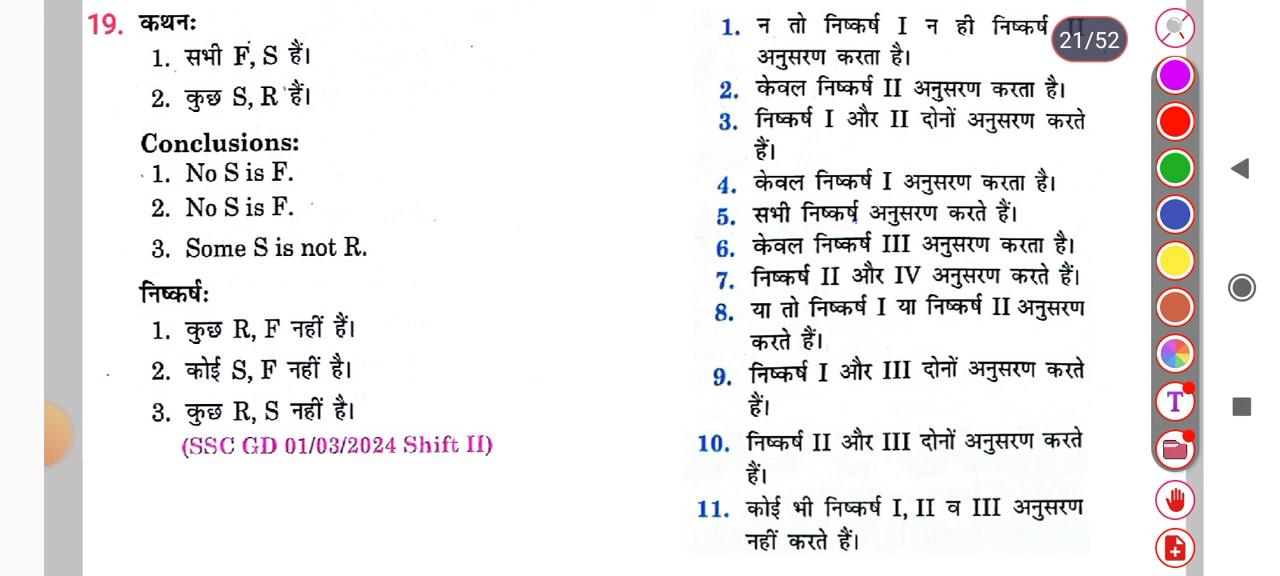 19. कथनः
1. सभी F, S हैं।
2. कुछ S, R हैं।
Conclusions:
1. No S is F.
2. No S is F.
3. Some S is not R.
निष्कर्षः
1. कुछ R, F नहीं हैं।
2. कोई S, F नहीं है।
3. कुछ R, S नहीं है।
(SSC GD 01/03/2024 Shift II)
1. न तो निष्कर्ष I न ही निष्कर्ष II
अनुसरण करता है।
2. केवल निष्कर्ष II अनुसरण करता है।
3. निष्कर्ष I और II दोनों अनुसरण करते
हैं।
4. केवल निष्कर्ष I अनुसरण करता है।
5. सभी निष्कर्ष अनुसरण करते हैं।
6. केवल निष्कर्ष III अनुसरण करता है।
7. निष्कर्ष II और IV अनुसरण करते हैं।
8. या तो निष्कर्ष I या निष्कर्ष II अनुसरण
करते हैं।
9. निष्कर्ष I और III दोनों अनुसरण करते
हैं।
10. निष्कर्ष II और III दोनों अनुसरण करते
हैं।
11. कोई भी निष्कर्ष I, II व III अनुसरण
नहीं करते हैं।
21/52
T